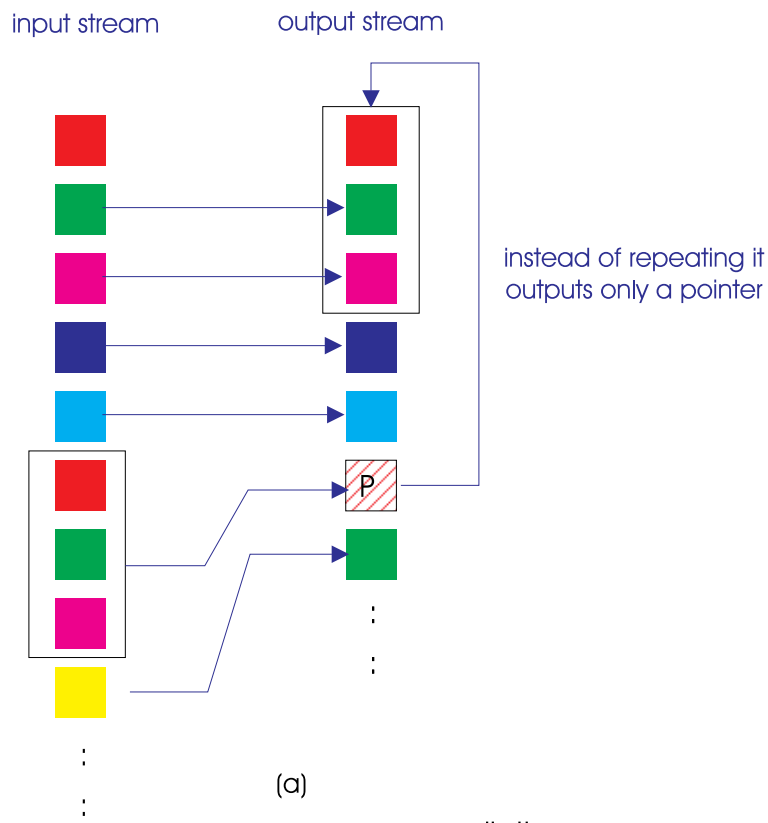 input stream
output stream
instead of repeating it
outputs only a pointer
P
(a)